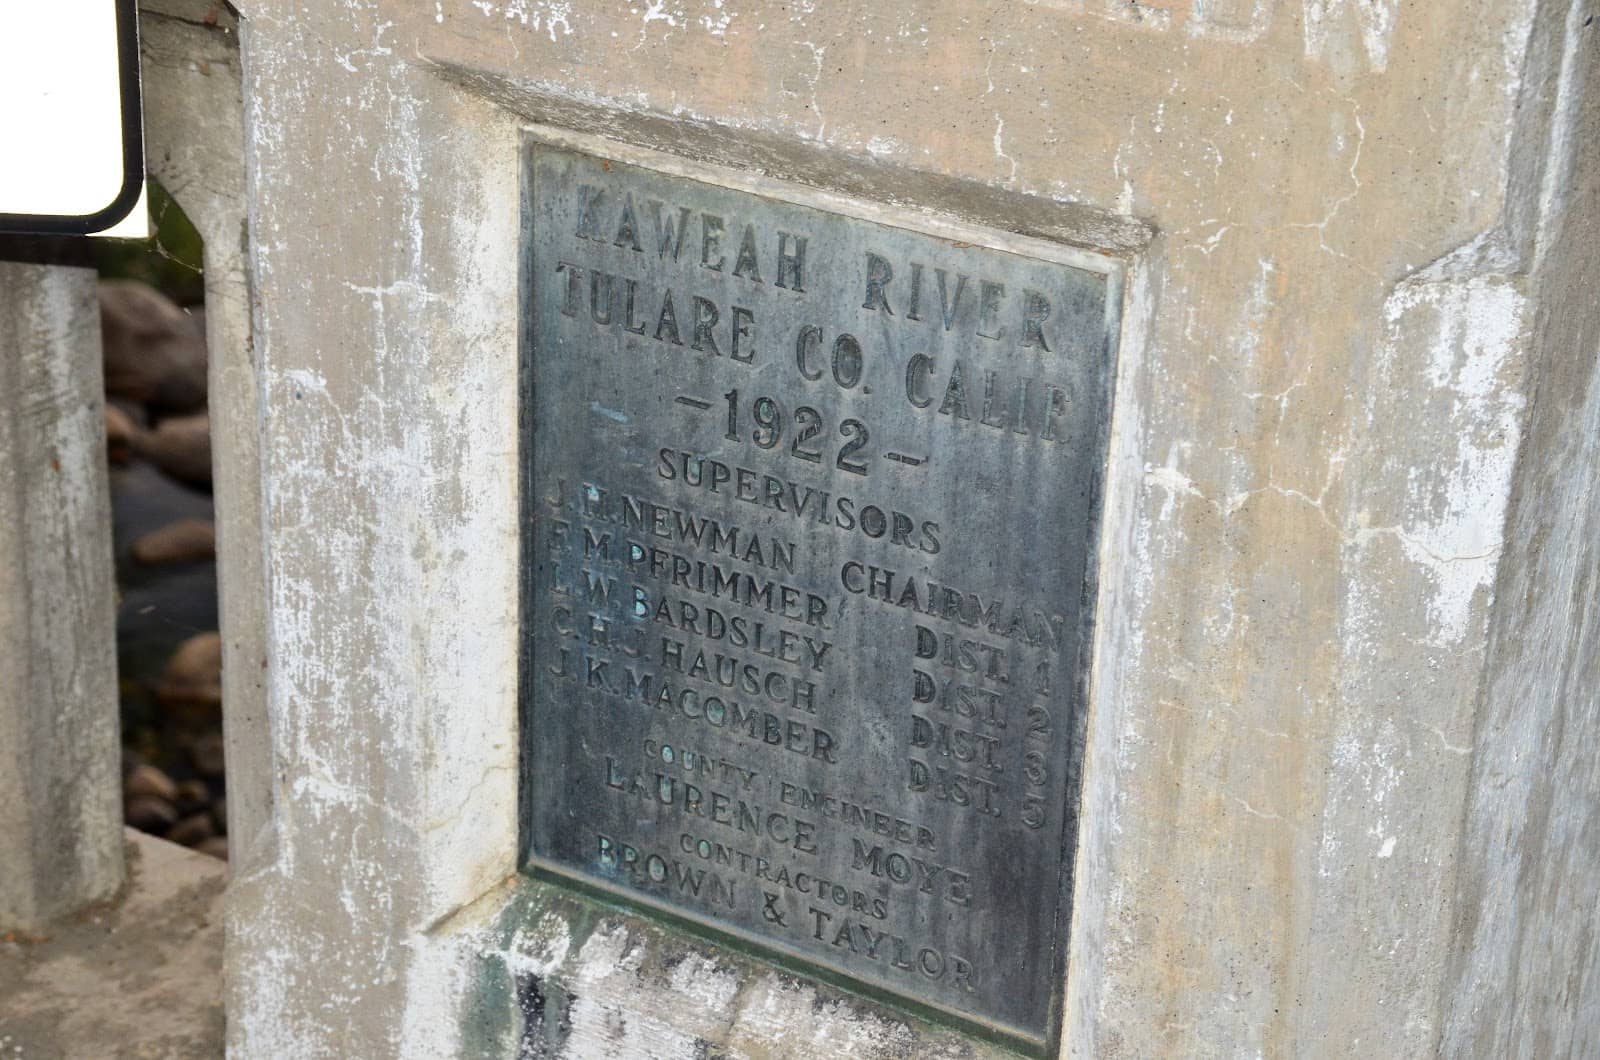 KAWEAH RIVER
TULARE CO. CALIF
-1922-
SUPERVISORS
J. H. NEWMAN CHAIRMAN
F. M. PFRIMMER DIST. 1
L. W. BARDSLEY DIST. 2
C. H. J. HAUSCH DIST. 3
J. K. MACOMBER DIST. 5
COUNTY ENGINEER
LAURENCE MOYE
CONTRACTORS
BROWN & TAYLOR